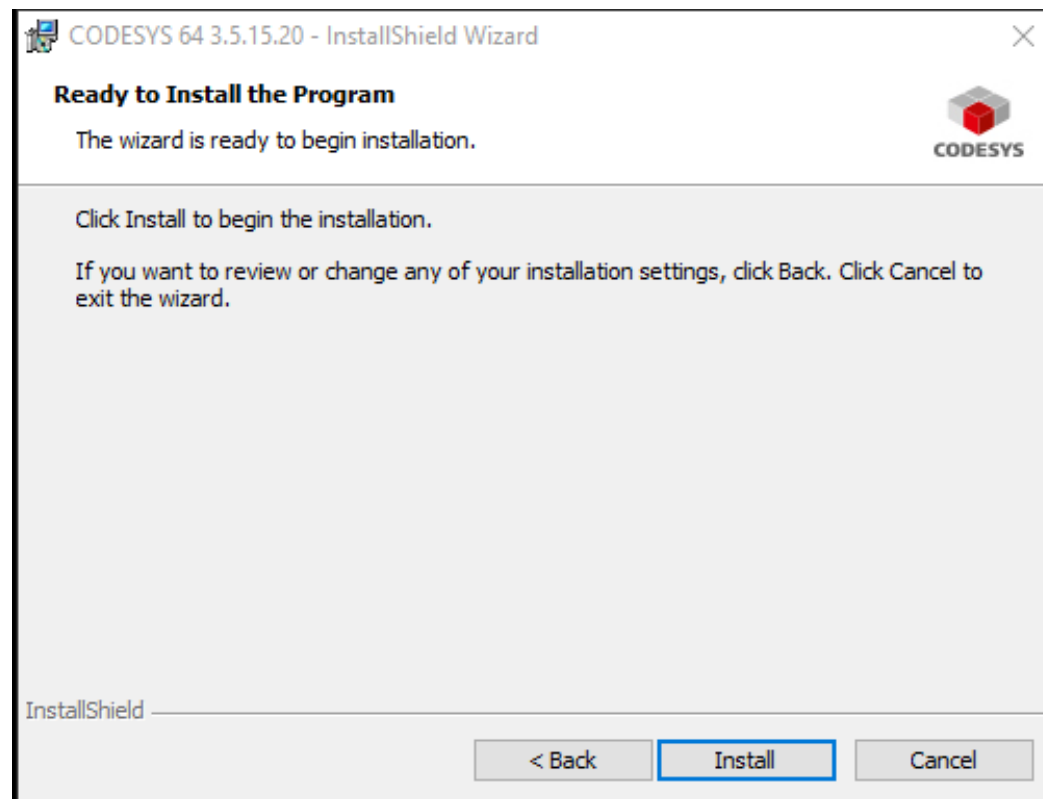 CODESYS 64 3.5.15.20 - InstallShield Wizard
Ready to Install the Program
The wizard is ready to begin installation.
CODESYS
Click Install to begin the installation.
If you want to review or change any of your installation settings, click Back. Click Cancel to
exit the wizard.
InstallShield
< Back
Install
Cancel